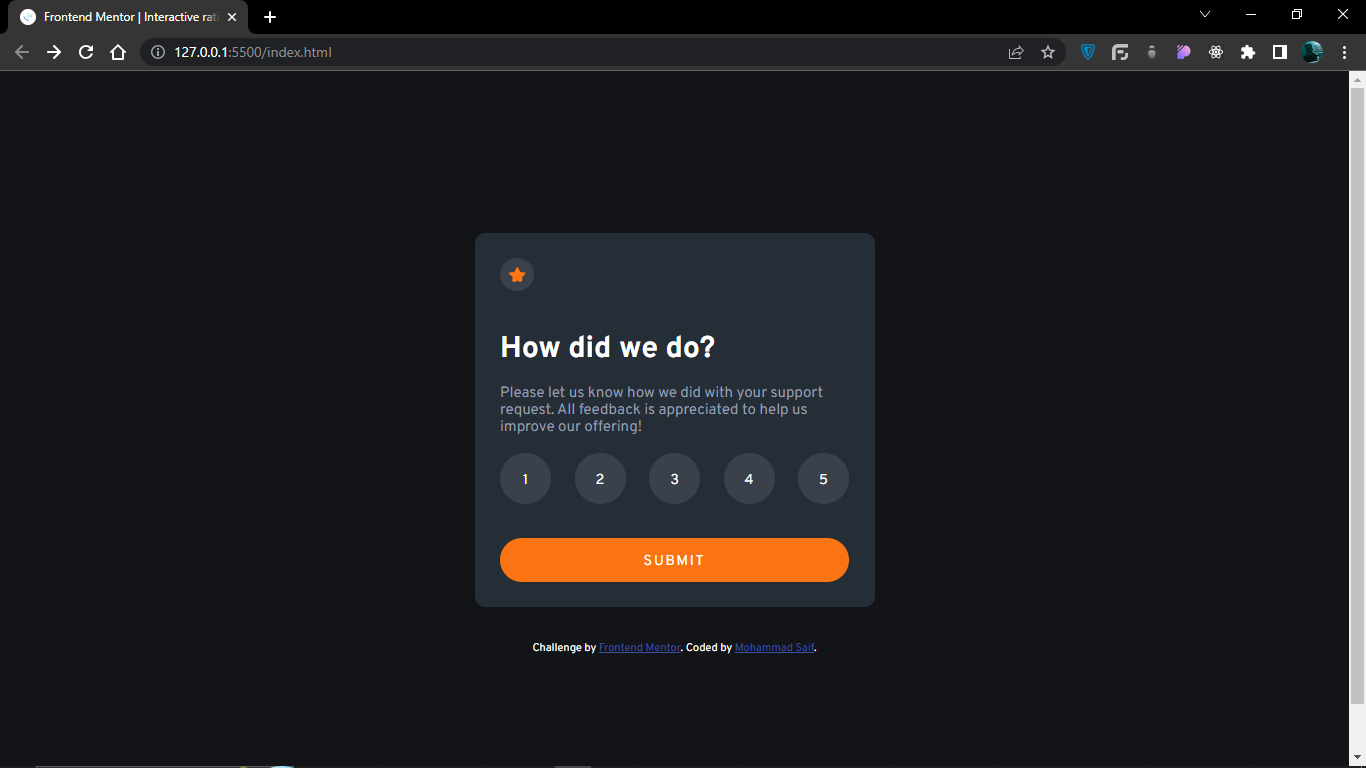 Frontend Mentor | Interactive rat
127.0.0.1:5500/index.html
How did we do?
Please let us know how we did with your support
request. All feedback is appreciated to help us
improve our offering!
1 2 3 4 5
SUBMIT
Challenge by Frontend Mentor. Coded by Mohammad Saif.